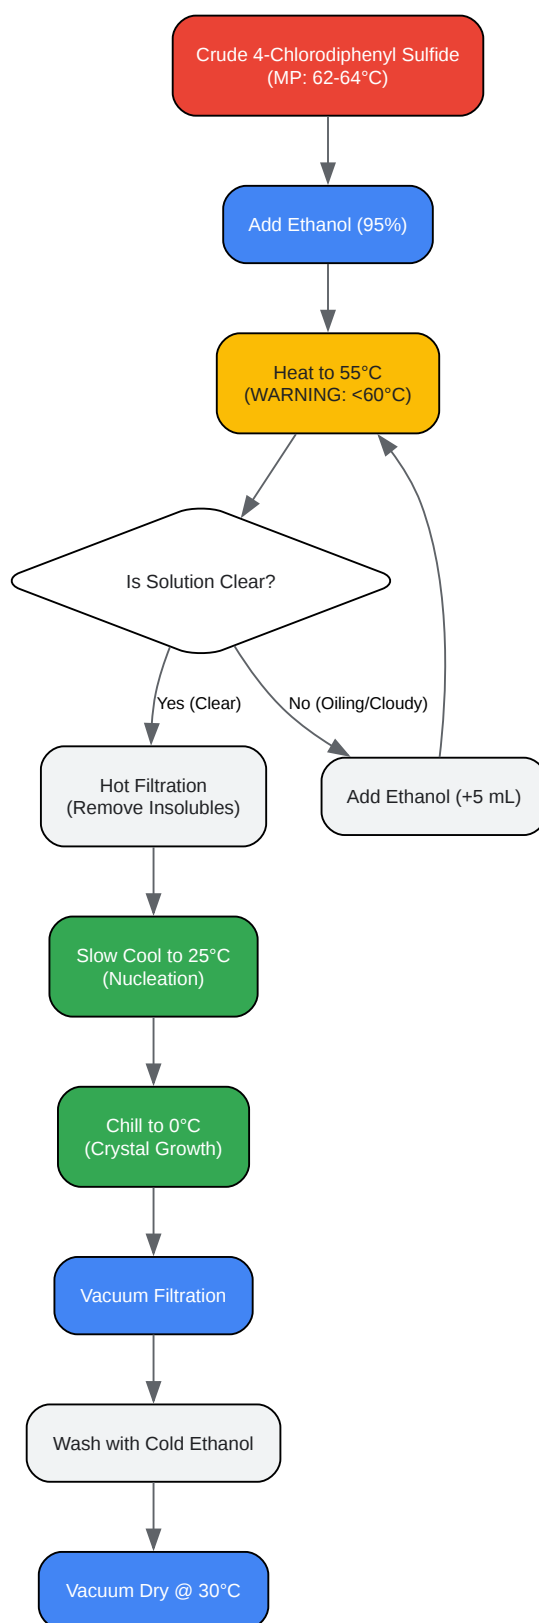 Crude 4-Chlorodiphenyl Sulfide
(MP: 62-64°C)
Add Ethanol (95%)
Heat to 55°C
(WARNING: <60°C)
Is Solution Clear?
Yes (Clear)
No (Oiling/Cloudy)
Hot Filtration
(Remove Insolubles)
Add Ethanol (+5 mL)
Slow Cool to 25°C
(Nucleation)
Chill to 0°C
(Crystal Growth)
Vacuum Filtration
Wash with Cold Ethanol
Vacuum Dry @ 30°C